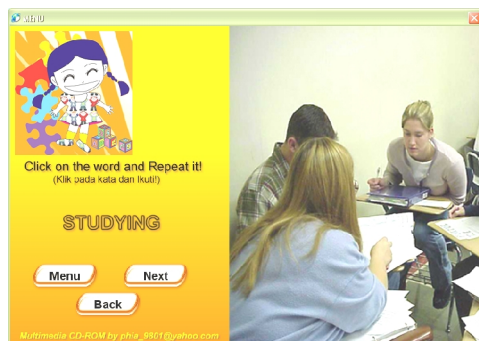 MENU
Click on the word and Repeat it!
(Klik pada kata dan Ikuti!)
STUDYING
Menu
Next
Back
Multimedia CD-ROM by phia_9801@yahoo.com